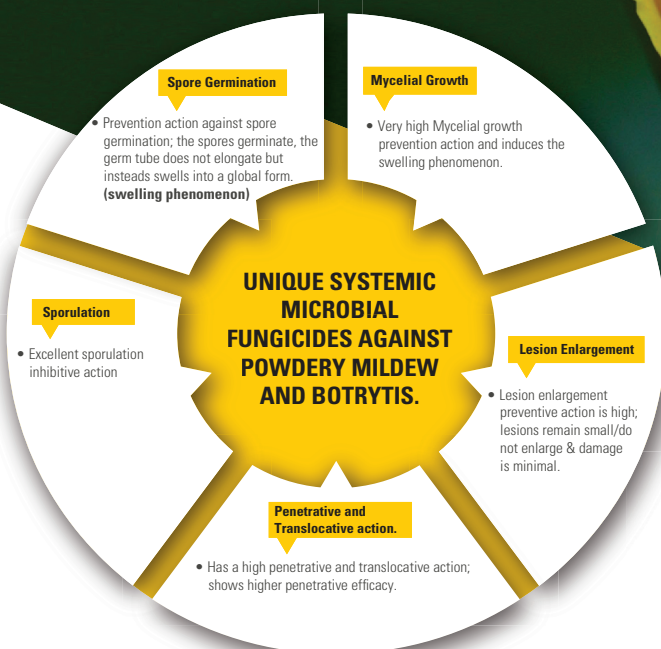 Spore Germination
• Prevention action against spore
germination; the spores germinate, the
germ tube does not elongate but
insteads swells into a global form.
(swelling phenomenon)
Mycelial Growth
• Very high Mycelial growth
prevention action and induces the
swelling phenomenon.
UNIQUE SYSTEMIC
MICROBIAL
FUNGICIDES AGAINST
POWDERY MILDEW
AND BOTRYTIS.
Sporulation
• Excellent sporulation
inhibitive action
Lesion Enlargement
• Lesion enlargement
preventive action is high;
lesions remain small/do
not enlarge & damage
is minimal.
Penetrative and
Translocative action.
• Has a high penetrative and translocative action;
shows higher penetrative efficacy.